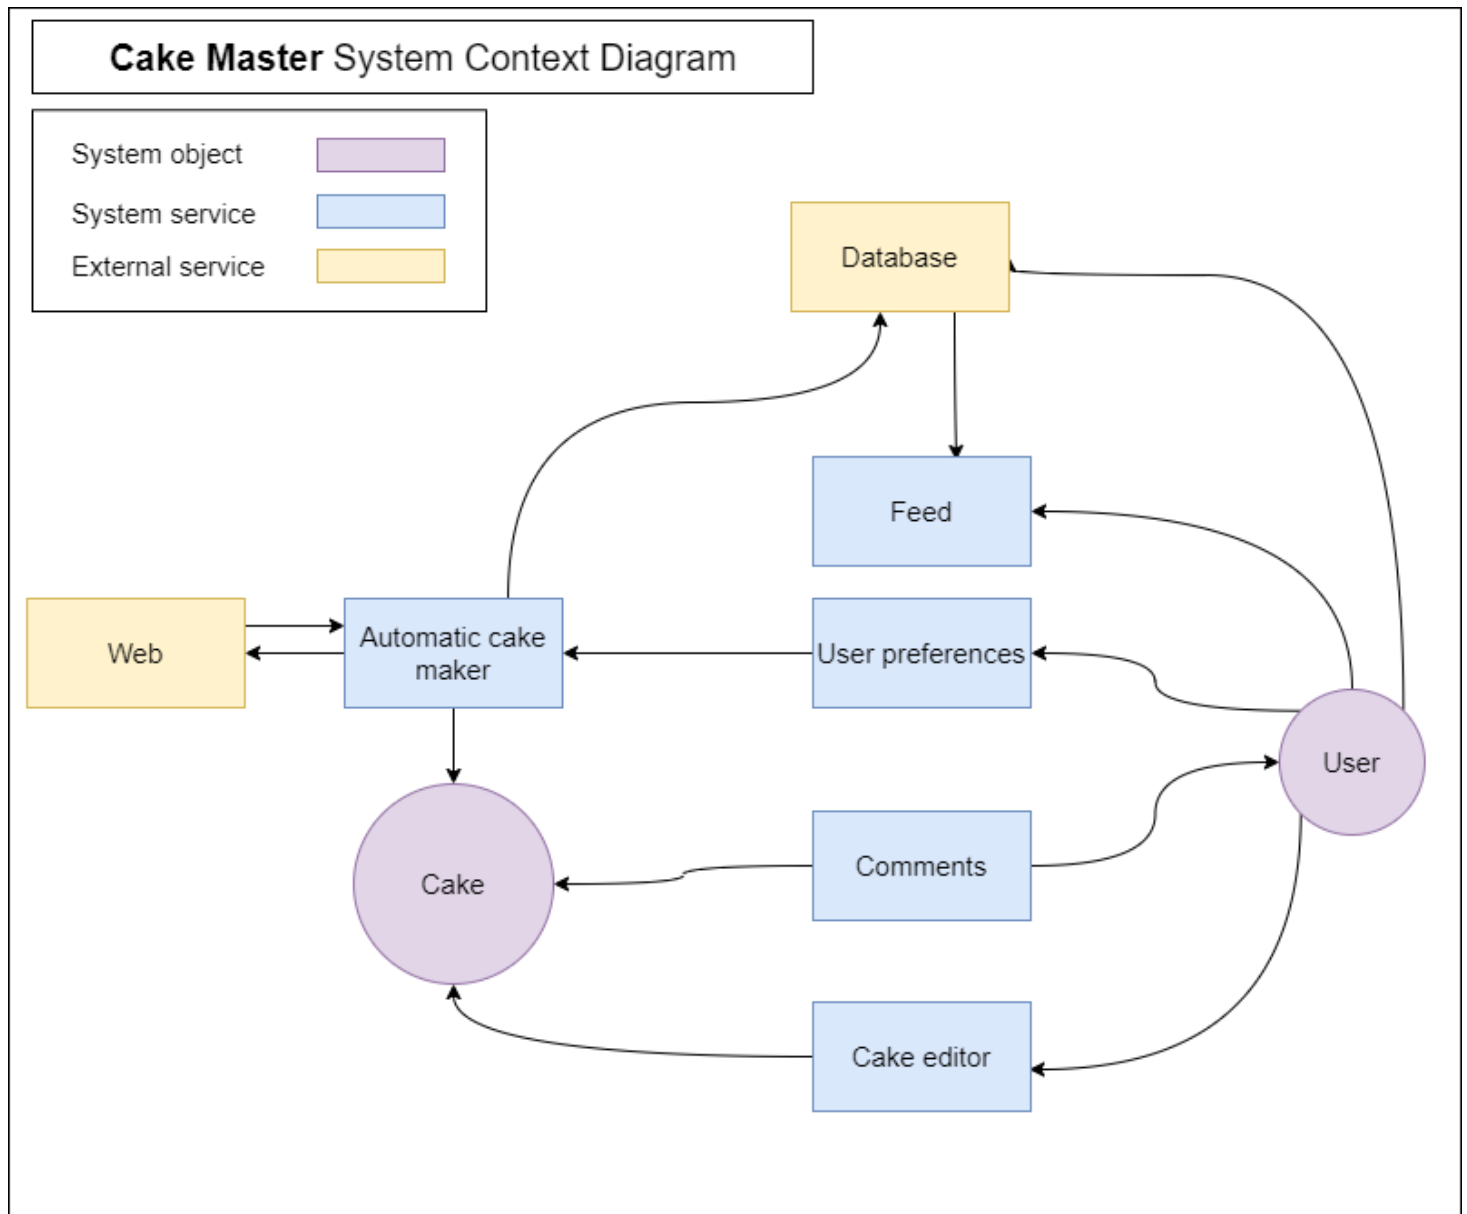 Cake Master System Context Diagram
System object
System service
External service
Database
Feed
Web
Automatic cake
maker
User preferences
User
Comments
Cake
Cake editor